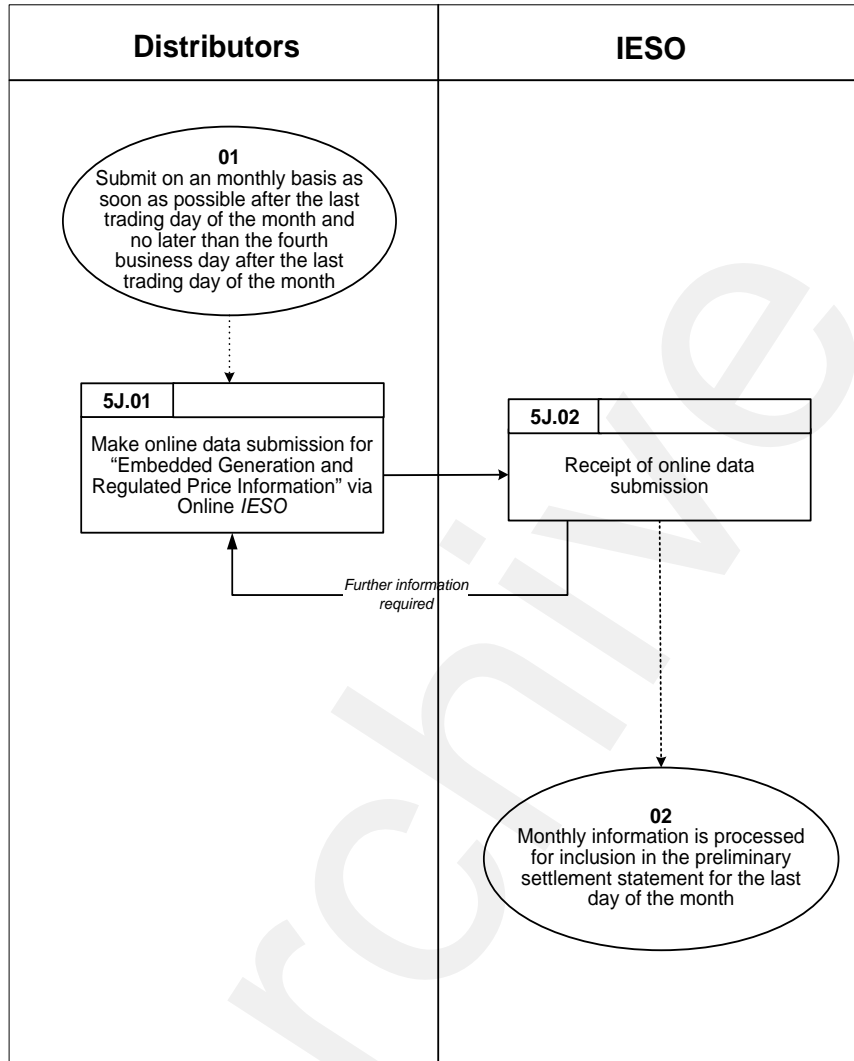 Distributors
IESO
01
Submit on an monthly basis as
soon as possible after the last
trading day of the month and
no later than the fourth
business day after the last
trading day of the month
5J.01
Make online data submission for
“Embedded Generation and
Regulated Price Information” via
Online IESO
5J.02
Receipt of online data
submission
Further information
required
02
Monthly information is processed
for inclusion in the preliminary
settlement statement for the last
day of the month
rchive